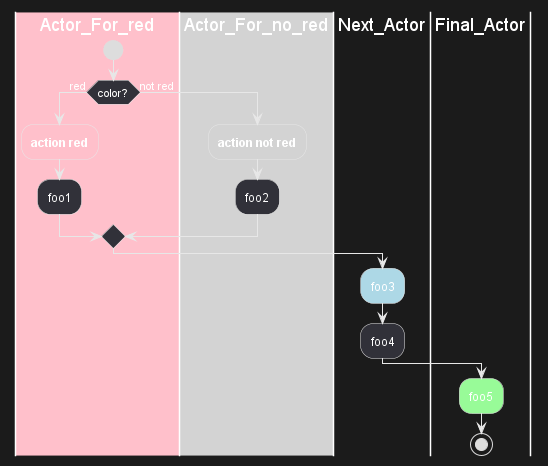 Actor_For_red
Actor_For_no_red
Next_Actor
Final_Actor
red
color?
not red
action red
action not red
foo1
foo2
foo3
foo4
foo5